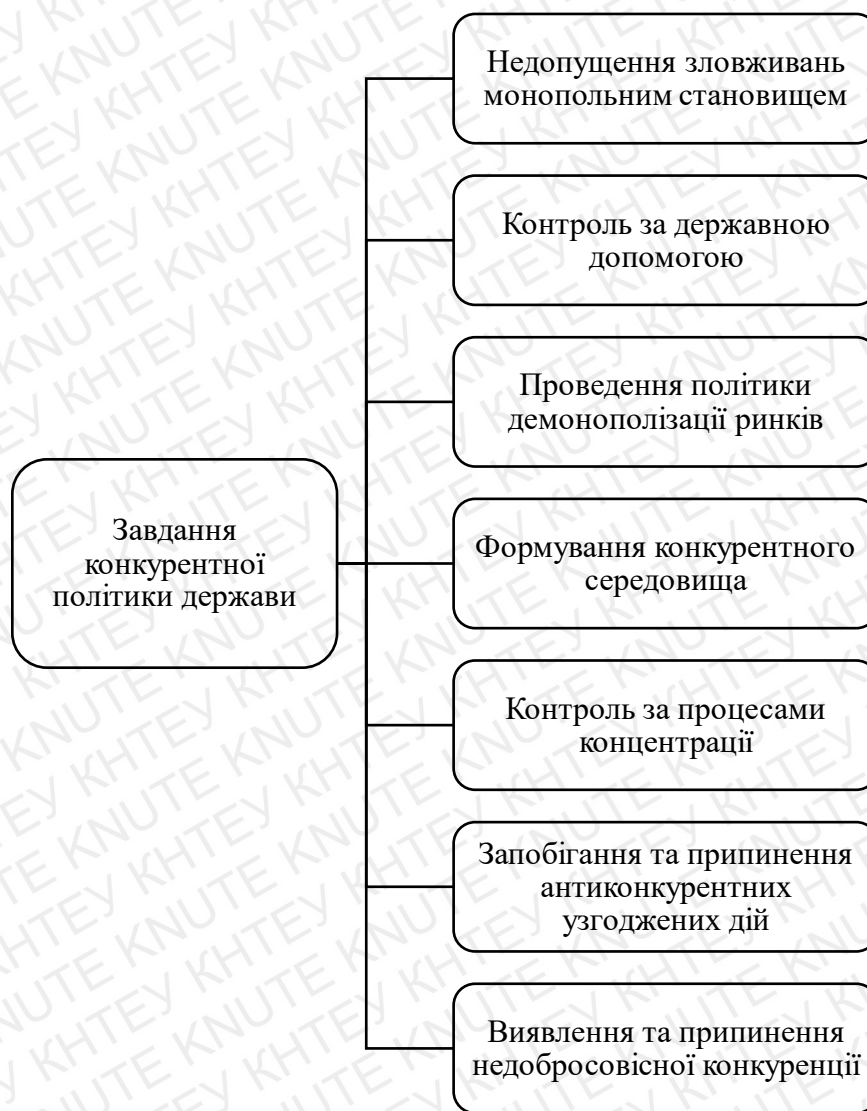 Недопущення зловживань
монопольним становищем
Контроль за державною
допомогою
Проведення політики
демонополізації ринків
Завдання
конкурентної
політики держави
Формування конкурентного
середовища
Контроль за процесами
концентрації
Запобігання та припинення
антиконкурентних
узгоджених дій
Виявлення та припинення
недобросовісної конкуренції